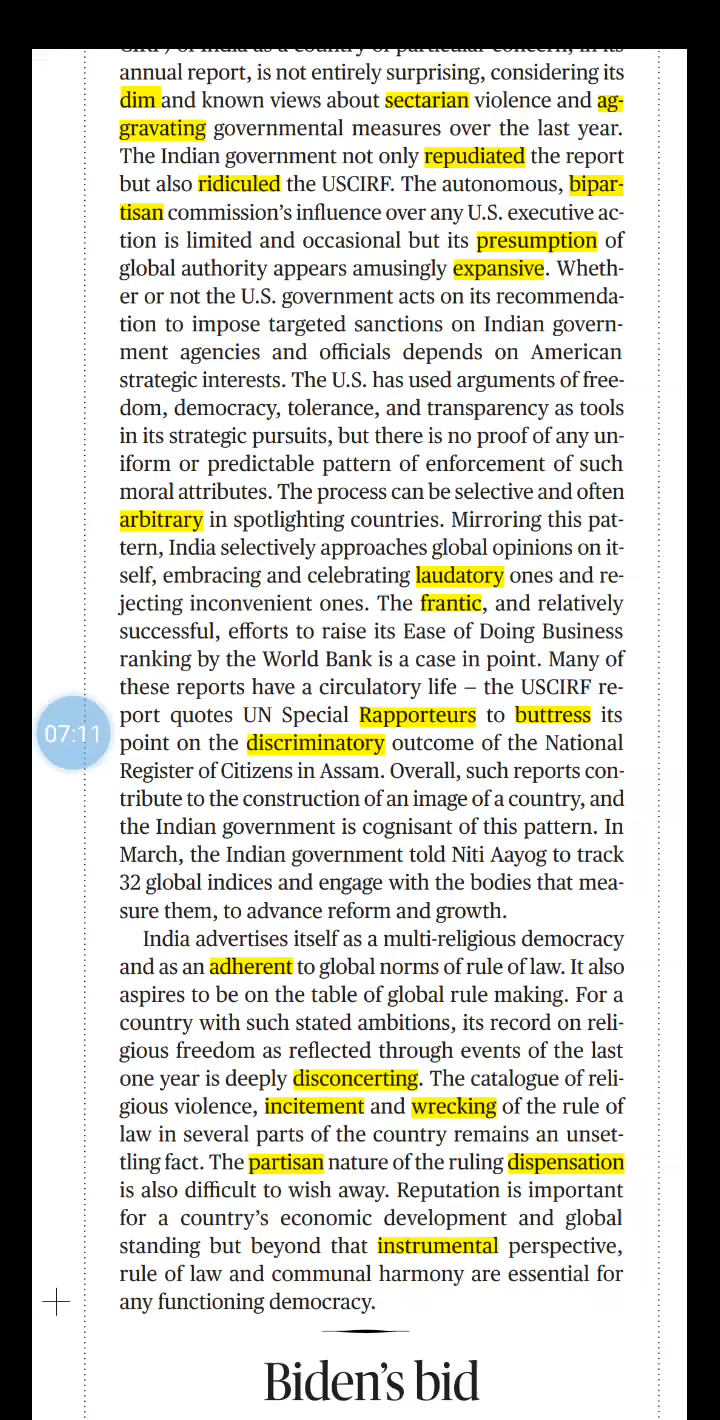 annual report, is not entirely surprising, considering its
dim and known views about sectarian violence and ag-
gravating governmental measures over the last year.
The Indian government not only repudiated the report
but also ridiculed the USCIRF. The autonomous, bipar-
tisan commission's influence over any U.S. executive ac-
tion is limited and occasional but its presumption of
global authority appears amusingly expansive. Wheth-
er or not the U.S. government acts on its recommenda-
tion to impose targeted sanctions on Indian govern-
ment agencies and officials depends on American
strategic interests. The U.S. has used arguments of free-
dom, democracy, tolerance, and transparency as tools
in its strategic pursuits, but there is no proof of any un-
iform or predictable pattern of enforcement of such
moral attributes. The process can be selective and often
arbitrary in spotlighting countries. Mirroring this pat-
tern, India selectively approaches global opinions on it-
self, embracing and celebrating laudatory ones and re-
jecting inconvenient ones. The frantic, and relatively
successful, efforts to raise its Ease of Doing Business
ranking by the World Bank is a case in point. Many of
these reports have a circulatory life – the USCIRF re-
port quotes UN Special Rapporteurs to buttress its
07:11
point on the discriminatory outcome of the National
Register of Citizens in Assam. Overall, such reports con-
tribute to the construction of an image of a country, and
the Indian government is cognisant of this pattern. In
March, the Indian government told Niti Aayog to track
32 global indices and engage with the bodies that mea-
sure them, to advance reform and growth.
India advertises itself as a multi-religious democracy
and as an adherent to global norms of rule of law. It also
aspires to be on the table of global rule making. For a
country with such stated ambitions, its record on reli-
gious freedom as reflected through events of the last
one year is deeply disconcerting. The catalogue of reli-
gious violence, incitement and wrecking of the rule of
law in several parts of the country remains an unset-
tling fact. The partisan nature of the ruling dispensation
is also difficult to wish away. Reputation is important
for a country's economic development and global
standing but beyond that instrumental perspective,
rule of law and communal harmony are essential for
any functioning democracy.
Biden's bid